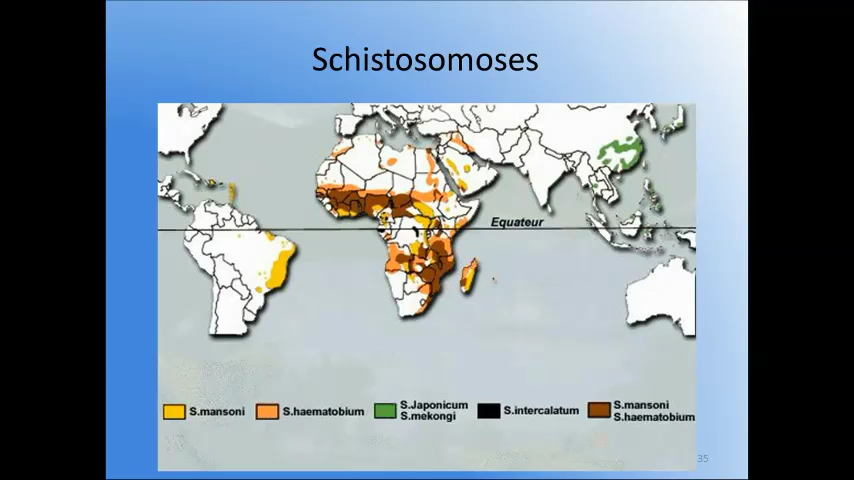 Schistosomoses
Equateur
S.mansoni
S.haematobium
S.Japonicum
S.mekongi
S.intercalatum
S.mansoni
S.haematobium
35